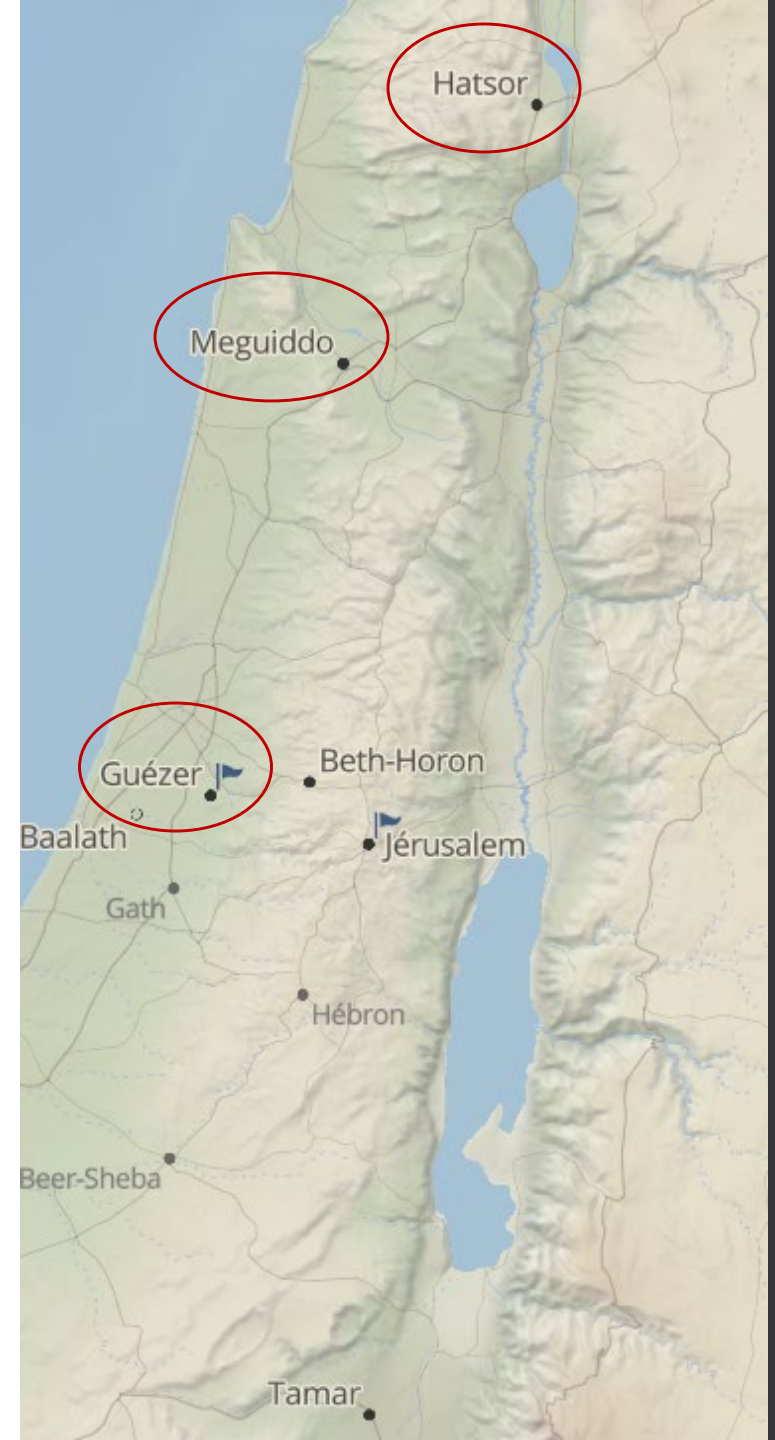 Hatsor
Meguiddo
Guézer
Beth-Horon
Baalath
Jérusalem
Gath
Hébron
Beer-Sheba
Tamar